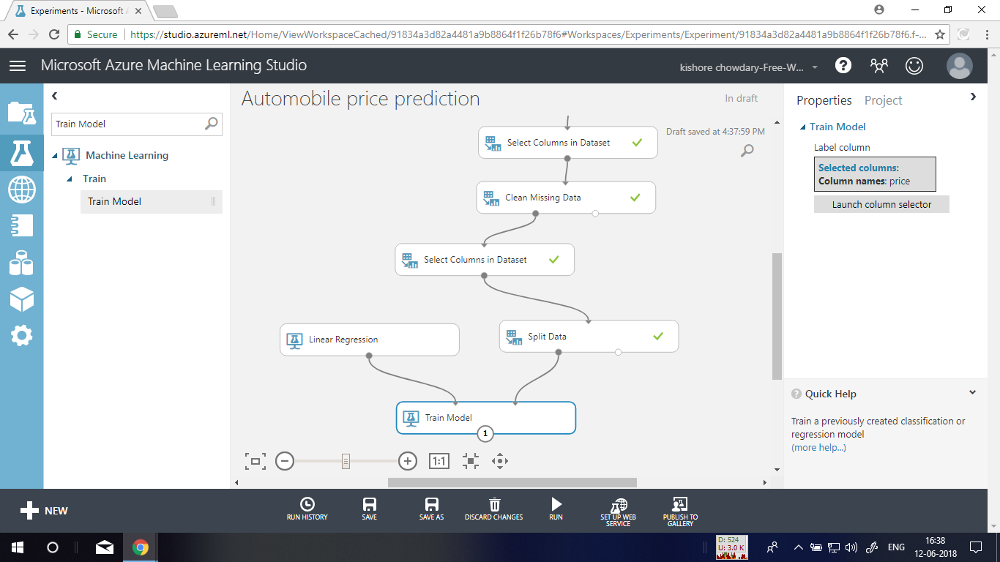 Experiments - Microsoft A
Secure
https://studio.azureml.net/Home/ViewWorkspaceCached/91834a3d82a4481a9b8864f1f26b78f6#Workspaces/Experiments/Experiment/91834a3d82a4481a9b8864f1f26b78f6.f-...
Microsoft Azure Machine Learning Studio
kishore chowdary-Free-W...
Train Model
Machine Learning
Train
Train Model
Automobile price prediction
In draft
Draft saved at 4:37:59 PM
Select Columns in Dataset
Clean Missing Data
Select Columns in Dataset
Linear Regression
Split Data
Train Model
1
1:1
Properties
Project
Train Model
Label column
Selected columns:
Column names: price
Launch column selector
Quick Help
Train a previously created classification or
regression model
(more help...)
NEW
RUN HISTORY
SAVE
SAVE AS
DISCARD CHANGES
RUN
SET UP WEB
SERVICE
PUBLISH TO
GALLERY
D: 524
U: 3.0 K
ENG
16:38
12-06-2018